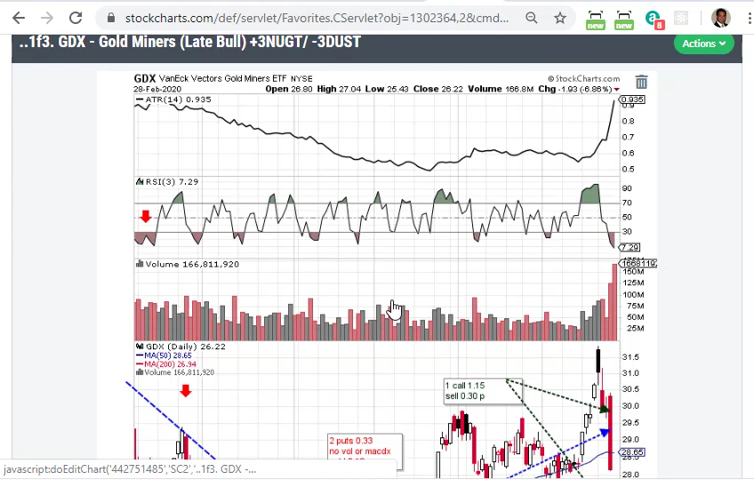 stockcharts.com/def/servlet/Favorites.CServlet?obj=1302364,2&cmd...
8
new
new
..1f3. GDX - Gold Miners (Late Bull) +3NUGT/ -3DUST
Actions
GDX VanEck Vectors Gold Miners ETF NYSE
© StockCharts.com
28-Feb-2020
Open 26.80 High 27.04 Low 25.43 Close 26.22 Volume 166.8M Chg -1.93 (-6.86%)
ATR(14) 0.935
0.935
0.8
0.7
0.6
0.5
RSI(3) 7.29
90
70
50
30
7.29
Volume 166,811,920
150M
125M
100M
75M
50M
25M
GDX (Daily) 26.22
MA(50) 28.65
MA(200) 26.94
Volume 166,811,920
31.5
31.0
30.5
30.0
29.5
29.0
28.65
28.0
1 call 1.15
sell 0.30 p
2 puts 0.33
no vol or macdx
javascript:doEditChart('442751485','SC2','..1f3. GDX -...